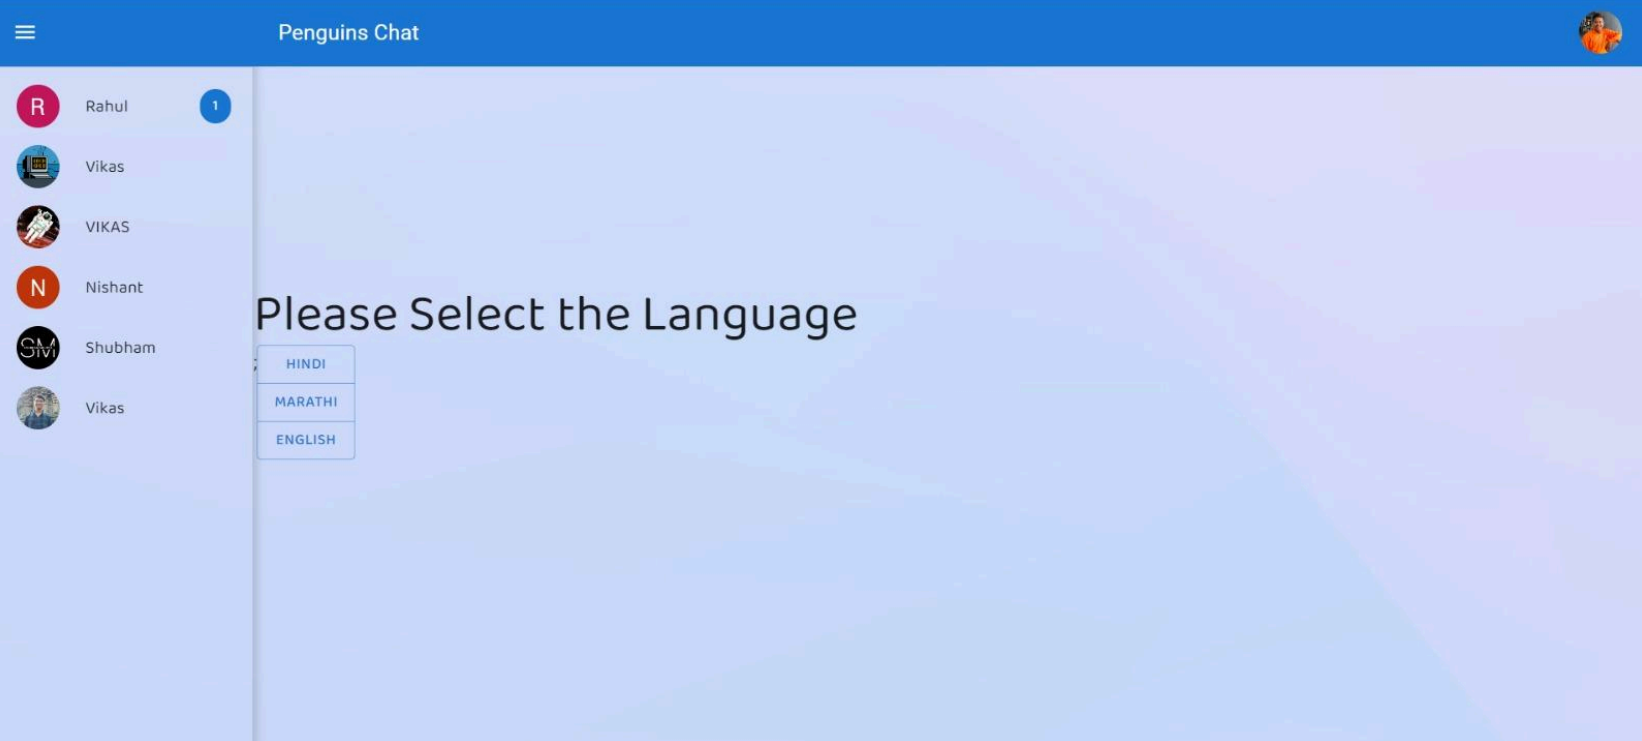 Penguins Chat
R Rahul 1
Vikas
VIKAS
N Nishant
SM Shubham
Vikas
Please Select the Language
;
HINDI
MARATHI
ENGLISH